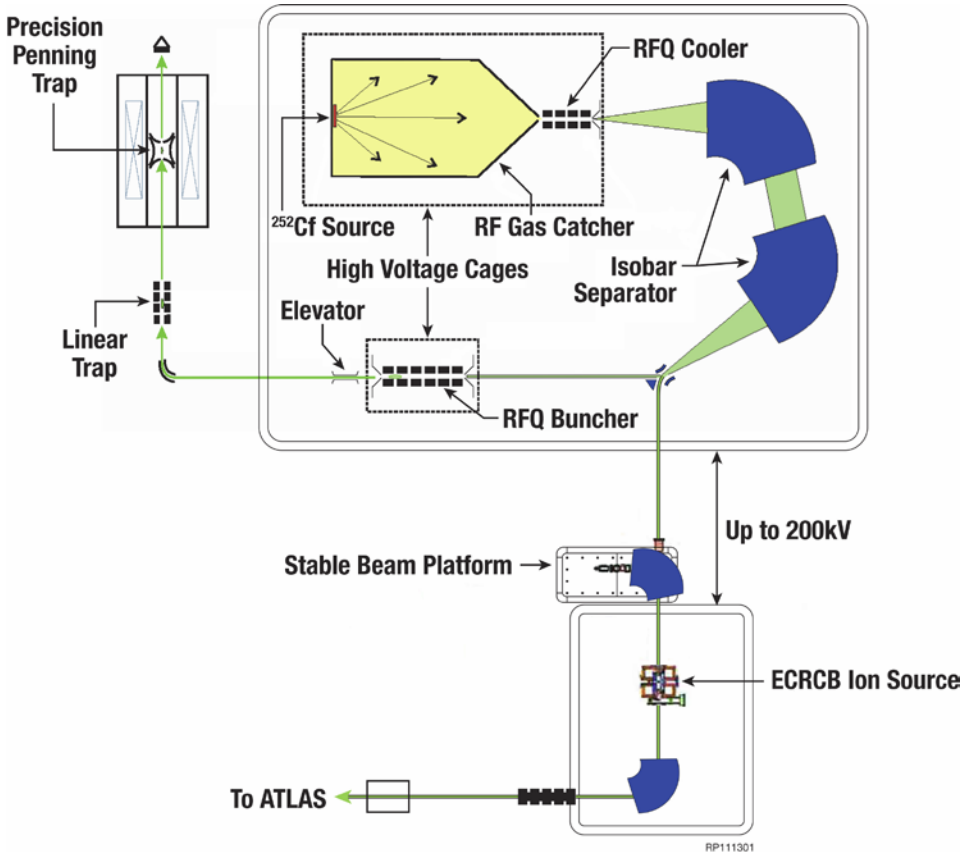 Precision
Penning
Trap
RFQ Cooler
²⁵²Cf Source
RF Gas Catcher
High Voltage Cages
Isobar
Separator
Elevator
Linear
Trap
RFQ Buncher
Up to 200kV
Stable Beam Platform
ECRCB Ion Source
To ATLAS
RP111301